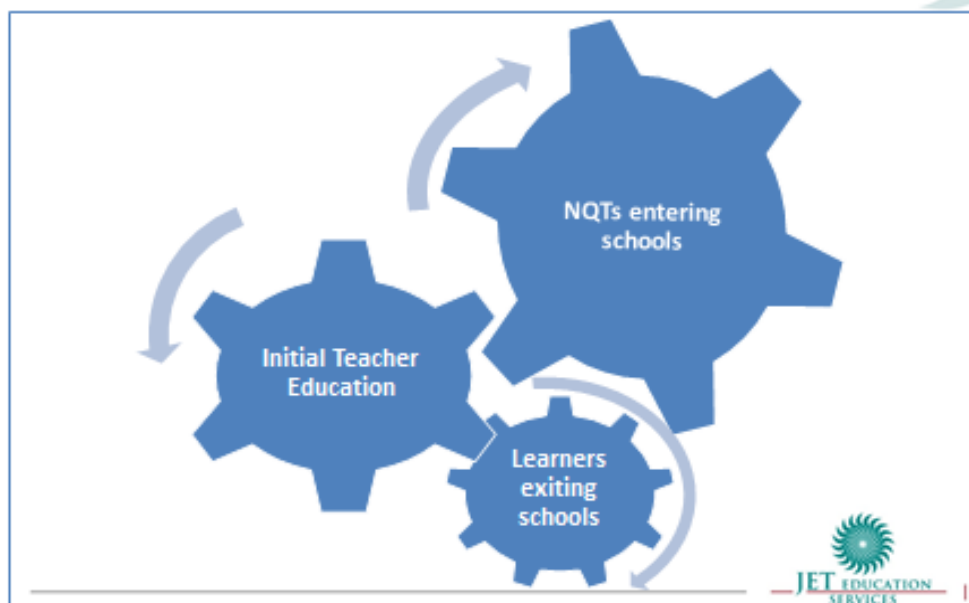 NQTs entering
schools
Initial Teacher
Education
Learners
exiting
schools
JET EDUCATION
SERVICES